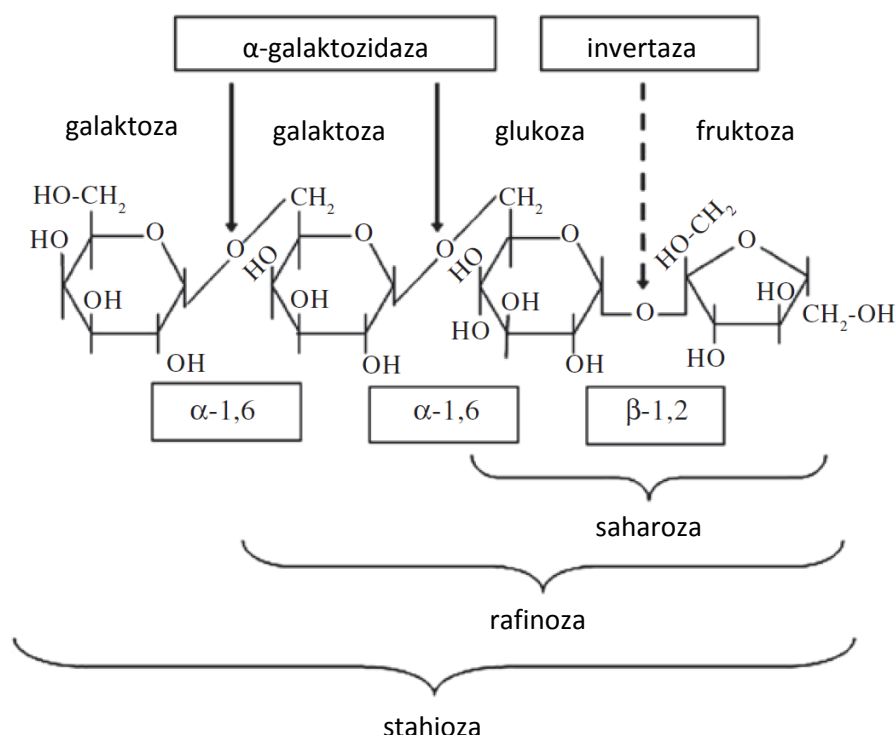 α-galaktozidaza invertaza
galaktoza galaktoza glukoza fruktoza
HO-CH2 CH2 CH2 HO-CH2
HO O O O O O O
HO HO
OH OH OH HO O HO CH2-OH
OH OH OH HO
α-1,6 α-1,6 β-1,2
saharoza
rafinoza
stahioza